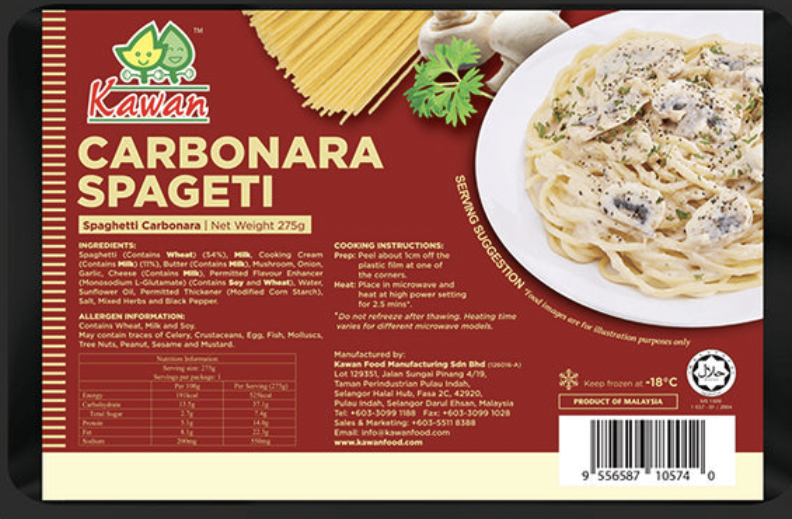 TM
Kawan
CARBONARA
SPAGETI
Spaghetti Carbonara | Net Weight 275g
INGREDIENTS:
Spaghetti (Contains Wheat) (54%), Milk, Cooking Cream
(Contains Milk) (11%), Butter (Contains Milk), Mushroom, Onion,
Garlic, Cheese (Contains Milk), Permitted Flavour Enhancer
(Monosodium L-Glutamate) (Contains Soy and Wheat), Water,
Sunflower Oil, Permitted Thickener (Modified Corn Starch),
Salt, Mixed Herbs and Black Pepper.
ALLERGEN INFORMATION:
Contains Wheat, Milk and Soy.
May contain traces of Celery, Crustaceans, Egg, Fish, Molluscs,
Tree Nuts, Peanut, Sesame and Mustard.
Nutrition Information
Serving size: 275g
Servings per package: 1
Per 100g Per Serving (275g)
Energy 191kcal 525kcal
Carbohydrate 13.5g 37.1g
Total Sugar 2.7g 7.4g
Protein 5.1g 14.0g
Fat 8.1g 22.3g
Sodium 200mg 550mg
COOKING INSTRUCTIONS:
Prep: Peel about 1cm off the
plastic film at one of
the corners.
Heat: Place in microwave and
heat at high power setting
for 2.5 mins*.
*Do not refreeze after thawing. Heating time
varies for different microwave models.
Manufactured by:
Kawan Food Manufacturing Sdn Bhd (126016-A)
Lot 129351, Jalan Sungai Pinang 4/19,
Taman Perindustrian Pulau Indah,
Selangor Halal Hub, Fasa 2C, 42920,
Pulau Indah, Selangor Darul Ehsan, Malaysia
Tel: +603-3099 1188 Fax: +603-3099 1028
Sales & Marketing: +603-5511 8388
Email: info@kawanfood.com
www.kawanfood.com
SERVING SUGGESTION
*Food images are for illustration purposes only
Keep frozen at -18°C
PRODUCT OF MALAYSIA
حلال
MS 1500
9 556587 10574 0